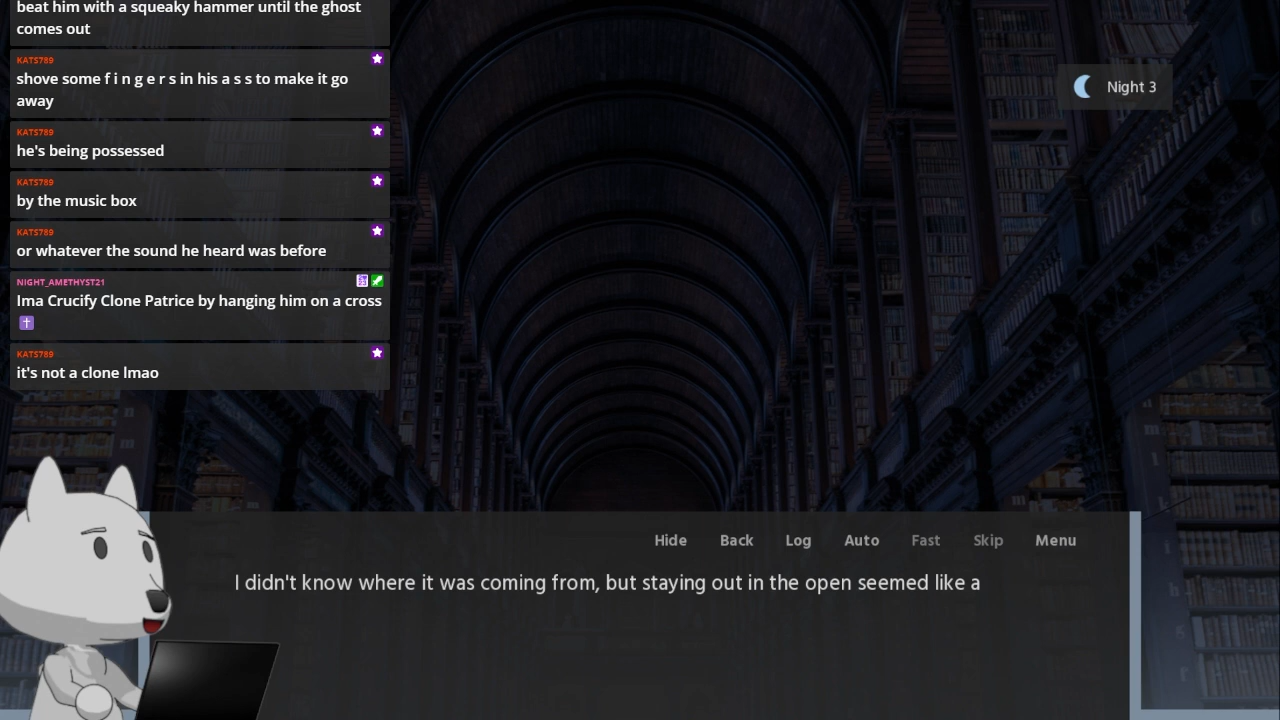 beat him with a squeaky hammer until the ghost
comes out
KATS789
shove some f i n g e r s in his a s s to make it go
away
KATS789
he's being possessed
KATS789
by the music box
KATS789
or whatever the sound he heard was before
NIGHT_AMETHYST21
Ima Crucify Clone Patrice by hanging him on a cross
✝️
KATS789
it's not a clone lmao
Night 3
Hide Back Log Auto Fast Skip Menu
I didn't know where it was coming from, but staying out in the open seemed like a